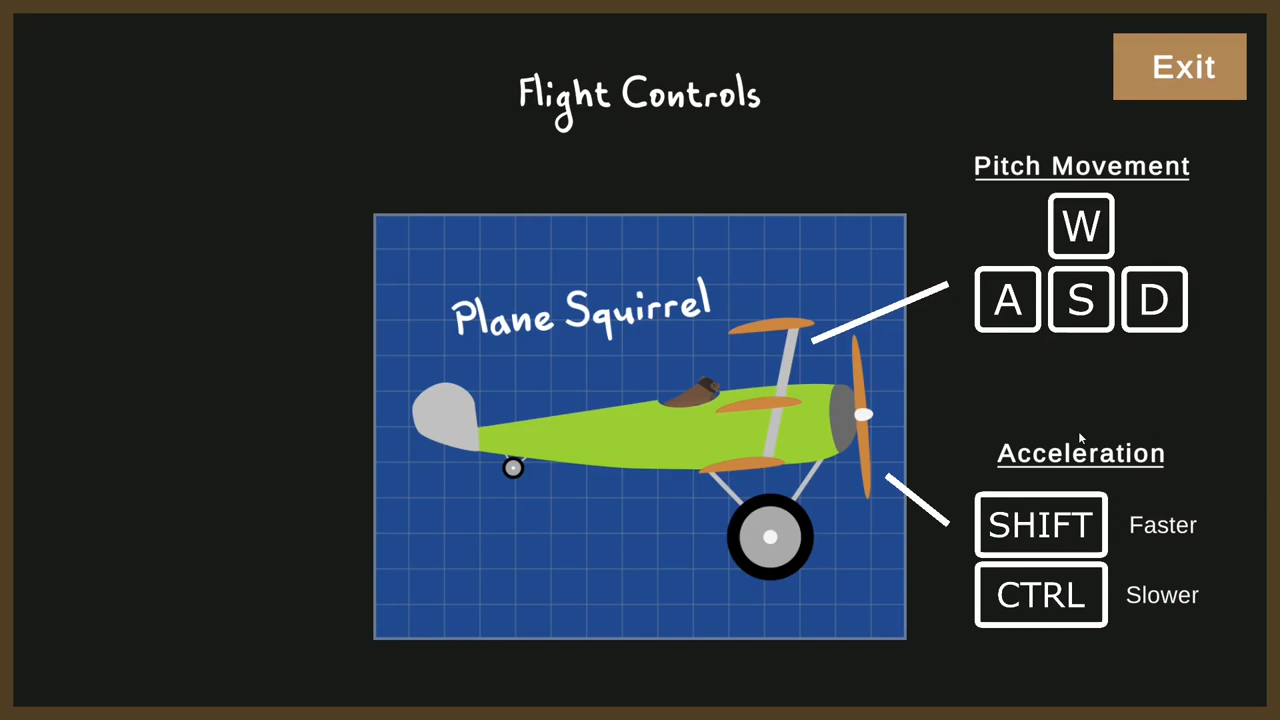 Flight Controls
Exit
Plane Squirrel
Pitch Movement
W
A S D
Acceleration
SHIFT Faster
CTRL Slower